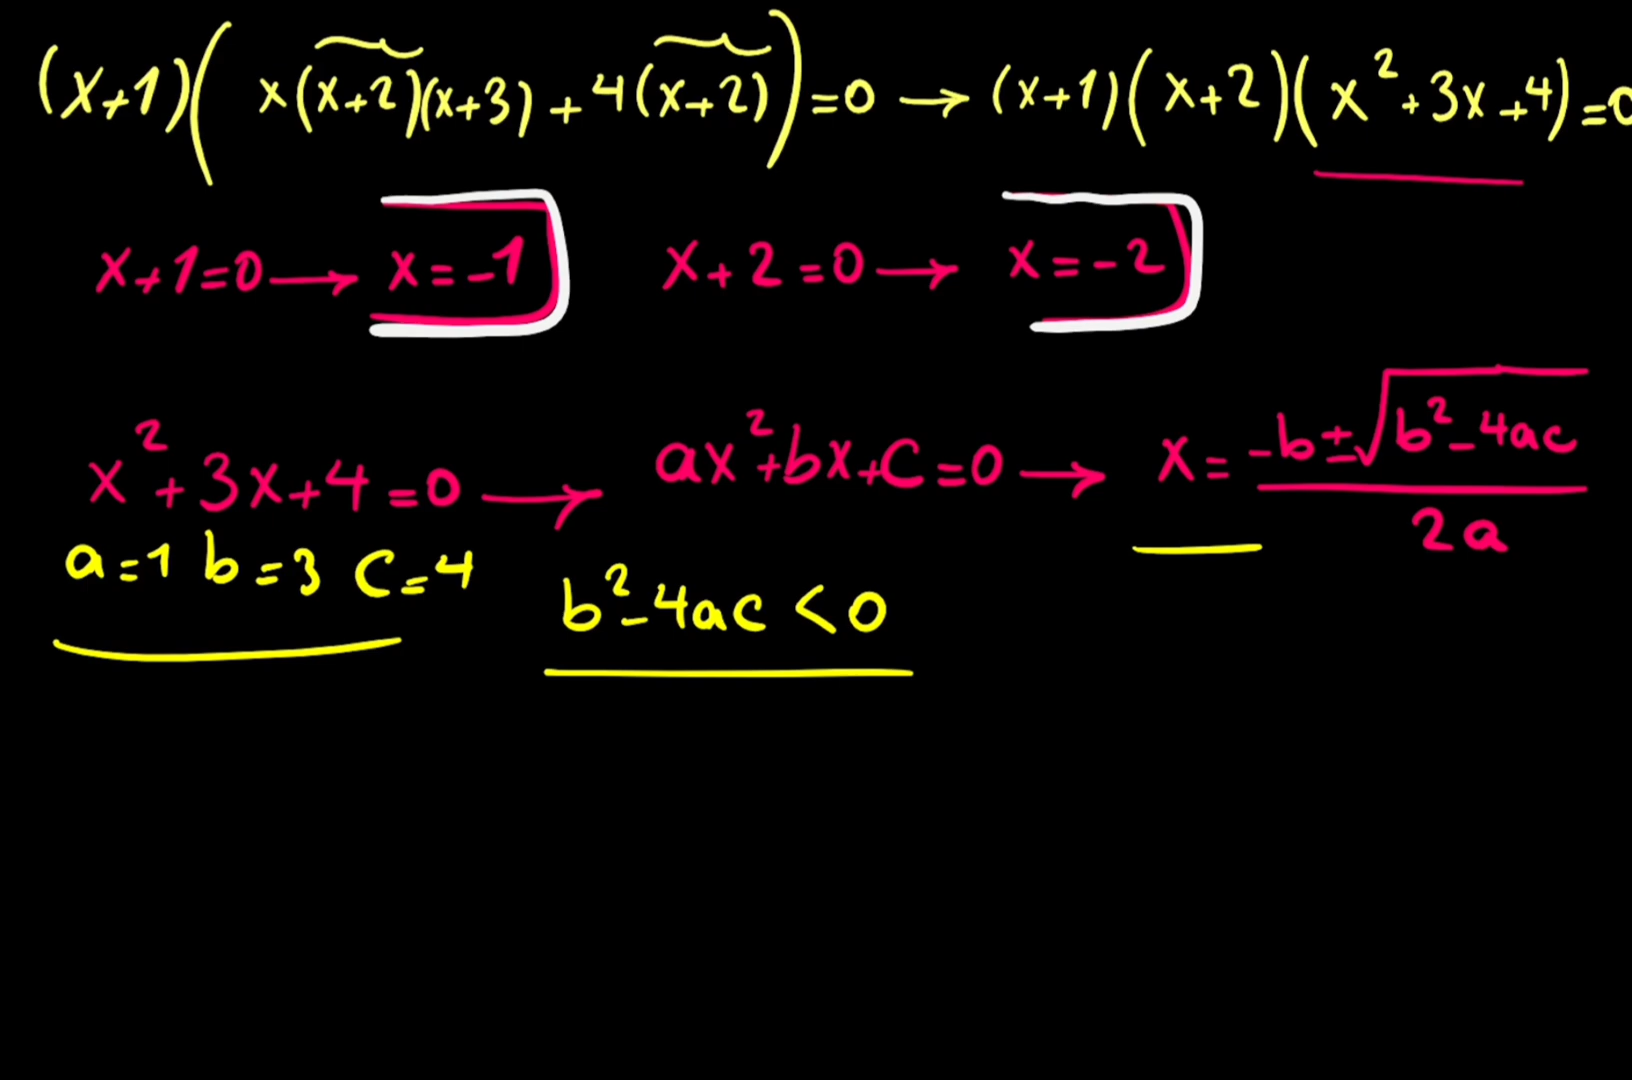 (x+1)(x(x+2)(x+3)+4(x+2))=0 → (x+1)(x+2)(x²+3x+4)=0
x+1=0 → x=-1 x+2=0 → x=-2
x²+3x+4=0 → ax²+bx+c=0 → x=(-b±√(b²-4ac))/(2a)
a=1 b=3 c=4 b²-4ac<0